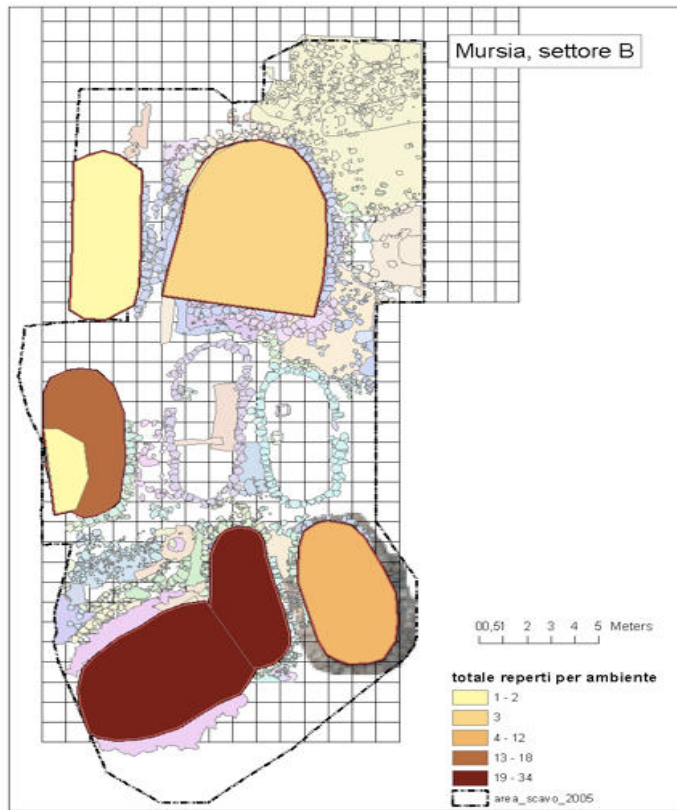 Mursia, settore B
00,51 2 3 4 5 Meters
totale reperti per ambiente
1 - 2
3
4 - 12
13 - 18
19 - 34
area_scavo_2005